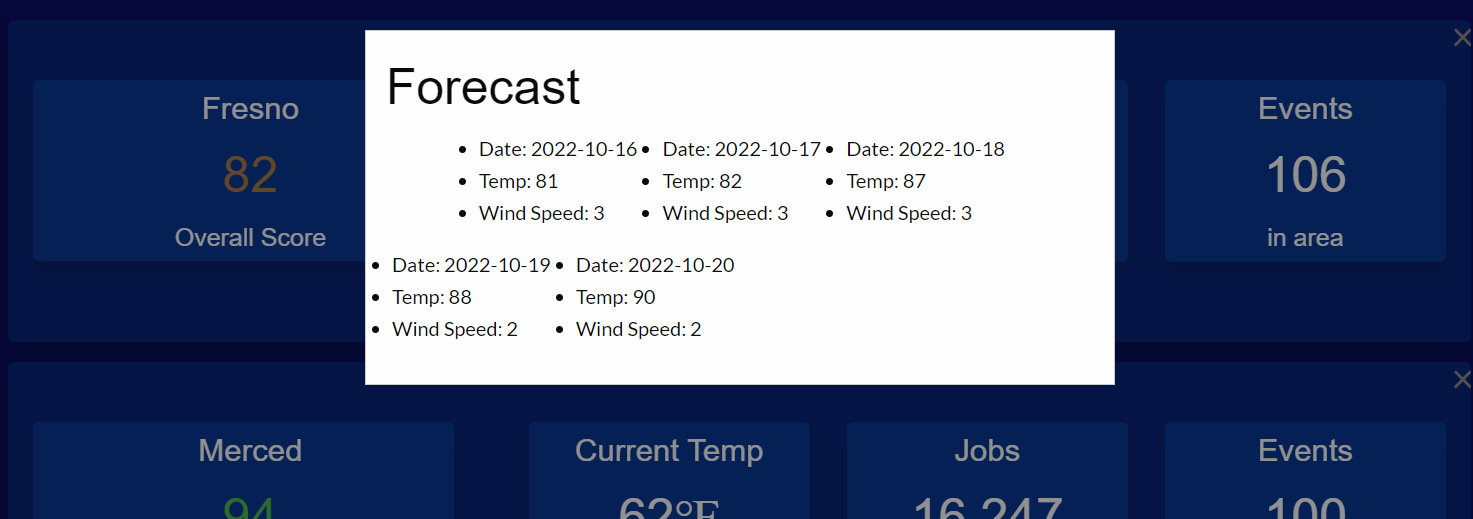 Forecast
Date: 2022-10-16 Date: 2022-10-17 Date: 2022-10-18
Temp: 81 Temp: 82 Temp: 87
Wind Speed: 3 Wind Speed: 3 Wind Speed: 3
Date: 2022-10-19 Date: 2022-10-20
Temp: 88 Temp: 90
Wind Speed: 2 Wind Speed: 2
Fresno
82
Overall Score
Events
106
in area
Merced
94
Current Temp
62°F
Jobs
16,247
Events
100